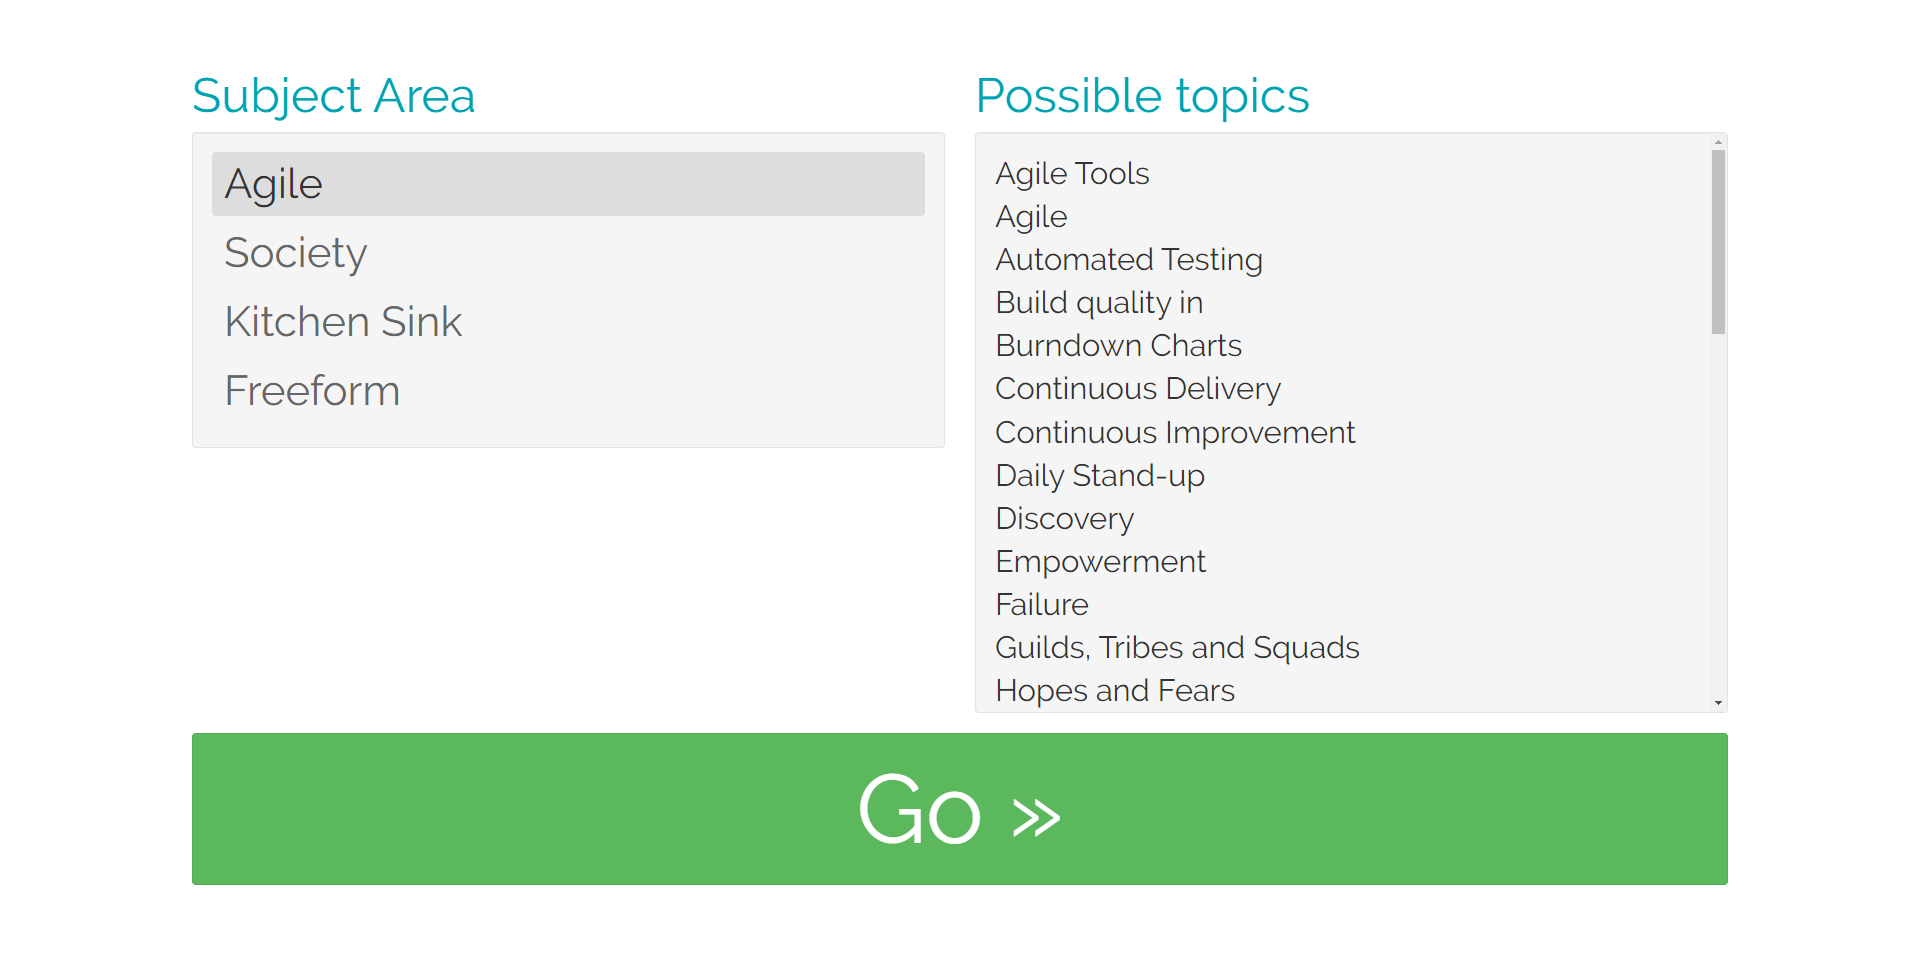 Subject Area
Agile
Society
Kitchen Sink
Freeform
Possible topics
Agile Tools
Agile
Automated Testing
Build quality in
Burndown Charts
Continuous Delivery
Continuous Improvement
Daily Stand-up
Discovery
Empowerment
Failure
Guilds, Tribes and Squads
Hopes and Fears
Go »